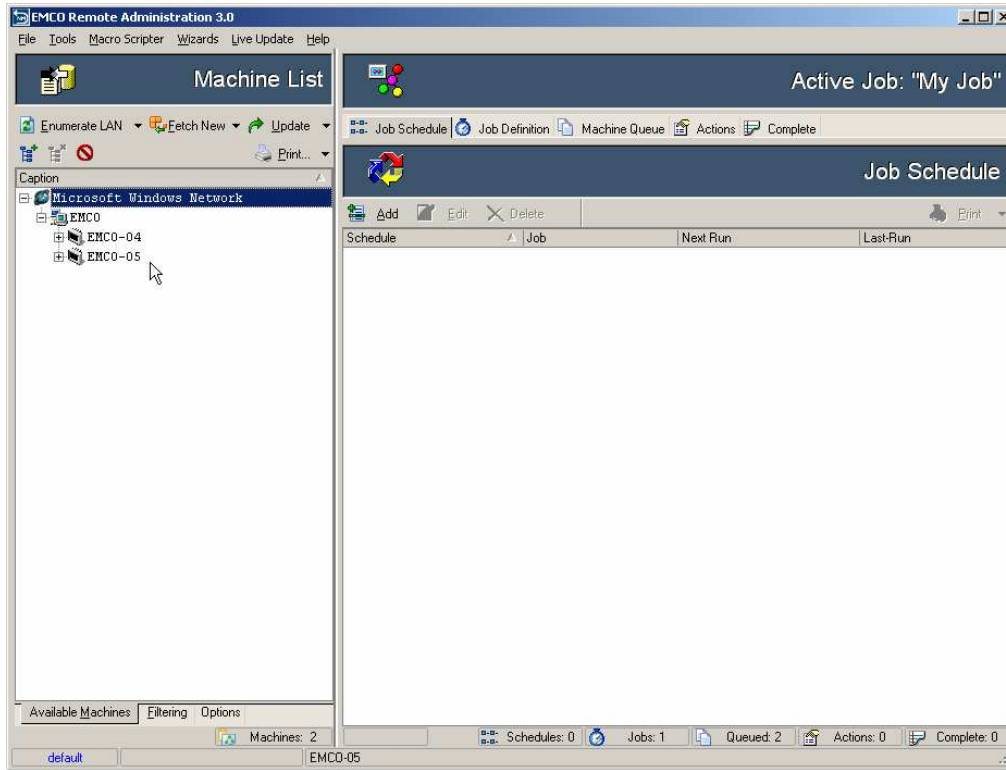 EMCO Remote Administration 3.0
File Tools Macro Scripter Wizards Live Update Help
Machine List
Active Job: "My Job"
Enumerate LAN Fetch New Update
Job Schedule Job Definition Machine Queue Actions Complete
Print...
Job Schedule
Caption
Microsoft Windows Network
EMCO
EMCO-04
EMCO-05
Add Edit Delete Print
Schedule Job Next Run Last-Run
Available Machines Filtering Options
Machines: 2
Schedules: 0 Jobs: 1 Queued: 2 Actions: 0 Complete: 0
default EMCO-05